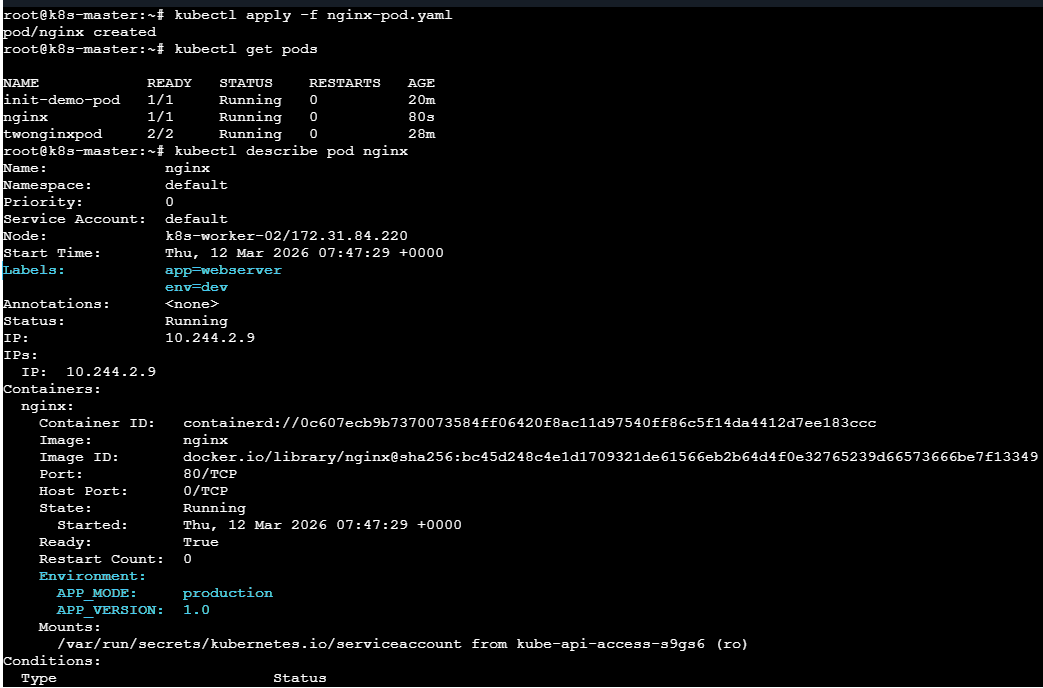 root@k8s-master:~# kubectl apply -f nginx-pod.yaml
pod/nginx created
root@k8s-master:~# kubectl get pods
NAME            READY   STATUS    RESTARTS   AGE
init-demo-pod   1/1     Running   0          20m
nginx           1/1     Running   0          80s
twonginxpod     2/2     Running   0          28m
root@k8s-master:~# kubectl describe pod nginx
Name:             nginx
Namespace:        default
Priority:         0
Service Account:  default
Node:             k8s-worker-02/172.31.84.220
Start Time:       Thu, 12 Mar 2026 07:47:29 +0000
Labels:           app=webserver
                  env=dev
Annotations:      <none>
Status:           Running
IP:               10.244.2.9
IPs:
  IP:  10.244.2.9
Containers:
  nginx:
    Container ID:   containerd://0c607ecb9b7370073584ff06420f8ac11d97540ff86c5f14da4412d7ee183ccc
    Image:          nginx
    Image ID:       docker.io/library/nginx@sha256:bc45d248c4e1d1709321de61566eb2b64d4f0e32765239d66573666be7f13349
    Port:           80/TCP
    Host Port:      0/TCP
    State:          Running
      Started:      Thu, 12 Mar 2026 07:47:29 +0000
    Ready:          True
    Restart Count:  0
    Environment:
      APP_MODE:     production
      APP_VERSION:  1.0
    Mounts:
      /var/run/secrets/kubernetes.io/serviceaccount from kube-api-access-s9gs6 (ro)
Conditions:
  Type                        Status